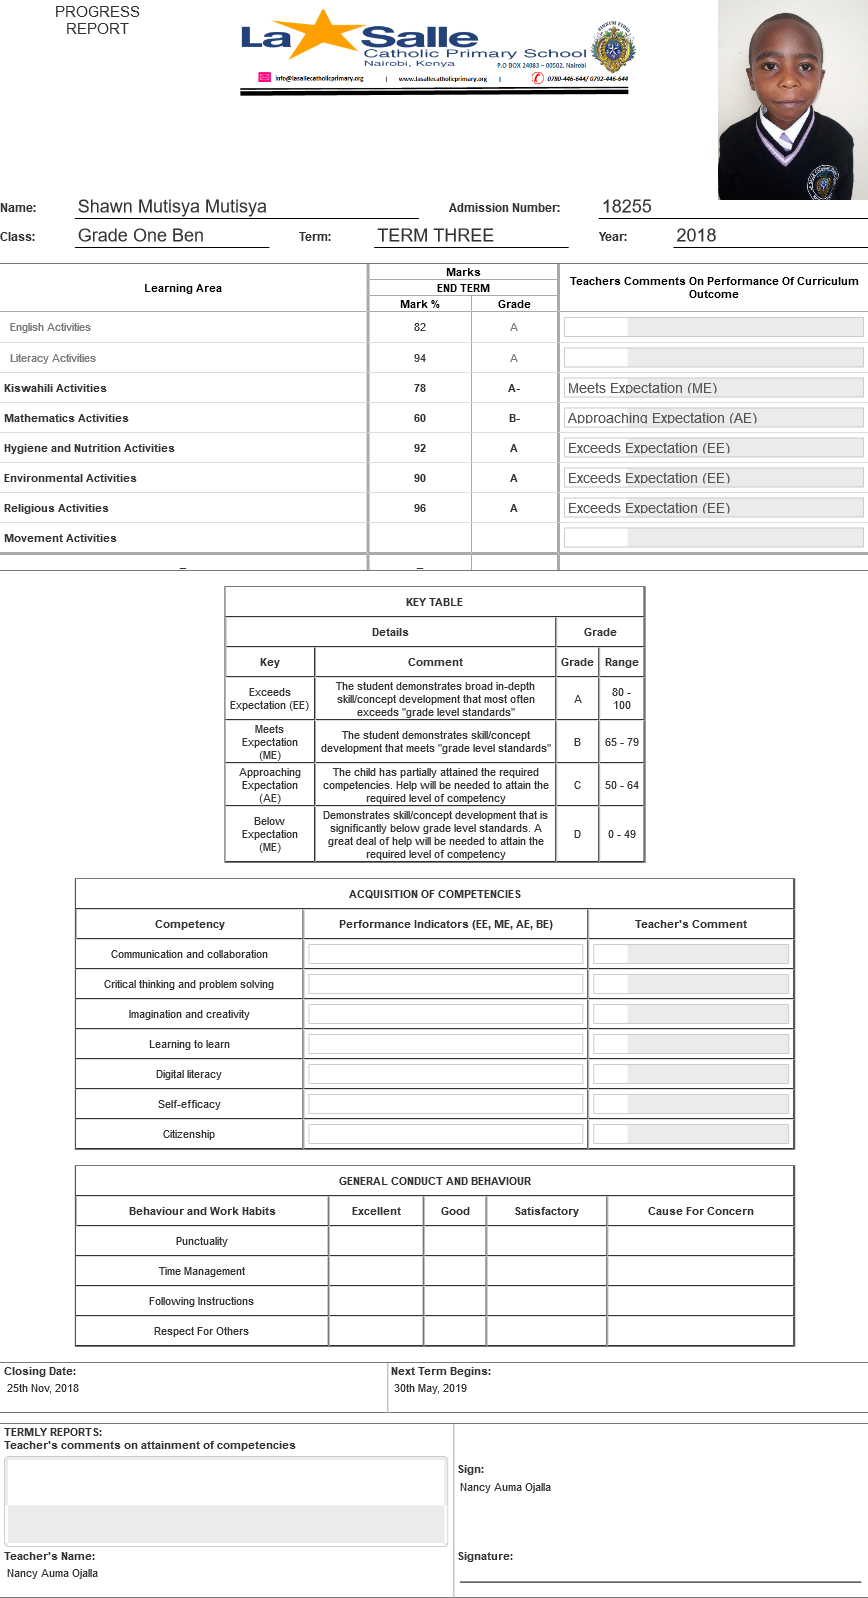 PROGRESS
REPORT
La Salle
Catholic Primary School
Nairobi, Kenya
P.O BOX 24083 – 00502, Nairobi
info@lasallecatholicprimary.org | www.lasallecatholicprimary.org | 0780-446-644/ 0792-446-644
Name: Shawn Mutisya Mutisya Admission Number: 18255
Class: Grade One Ben Term: TERM THREE Year: 2018
Learning Area Marks Teachers Comments On Performance Of Curriculum Outcome
END TERM
Mark % Grade
English Activities 82 A
Literacy Activities 94 A
Kiswahili Activities 78 A- Meets Expectation (ME)
Mathematics Activities 60 B- Approaching Expectation (AE)
Hygiene and Nutrition Activities 92 A Exceeds Expectation (EE)
Environmental Activities 90 A Exceeds Expectation (EE)
Religious Activities 96 A Exceeds Expectation (EE)
Movement Activities
– –
KEY TABLE
Details Grade
Key Comment Grade Range
Exceeds Expectation (EE) The student demonstrates broad in-depth skill/concept development that most often exceeds "grade level standards" A 80 - 100
Meets Expectation (ME) The student demonstrates skill/concept development that meets "grade level standards" B 65 - 79
Approaching Expectation (AE) The child has partially attained the required competencies. Help will be needed to attain the required level of competency C 50 - 64
Below Expectation (ME) Demonstrates skill/concept development that is significantly below grade level standards. A great deal of help will be needed to attain the required level of competency D 0 - 49
ACQUISITION OF COMPETENCIES
Competency Performance Indicators (EE, ME, AE, BE) Teacher's Comment
Communication and collaboration
Critical thinking and problem solving
Imagination and creativity
Learning to learn
Digital literacy
Self-efficacy
Citizenship
GENERAL CONDUCT AND BEHAVIOUR
Behaviour and Work Habits Excellent Good Satisfactory Cause For Concern
Punctuality
Time Management
Following Instructions
Respect For Others
Closing Date: Next Term Begins:
25th Nov, 2018 30th May, 2019
TERMLY REPORTS:
Teacher's comments on attainment of competencies
Sign:
Nancy Auma Ojalla
Teacher's Name: Signature:
Nancy Auma Ojalla